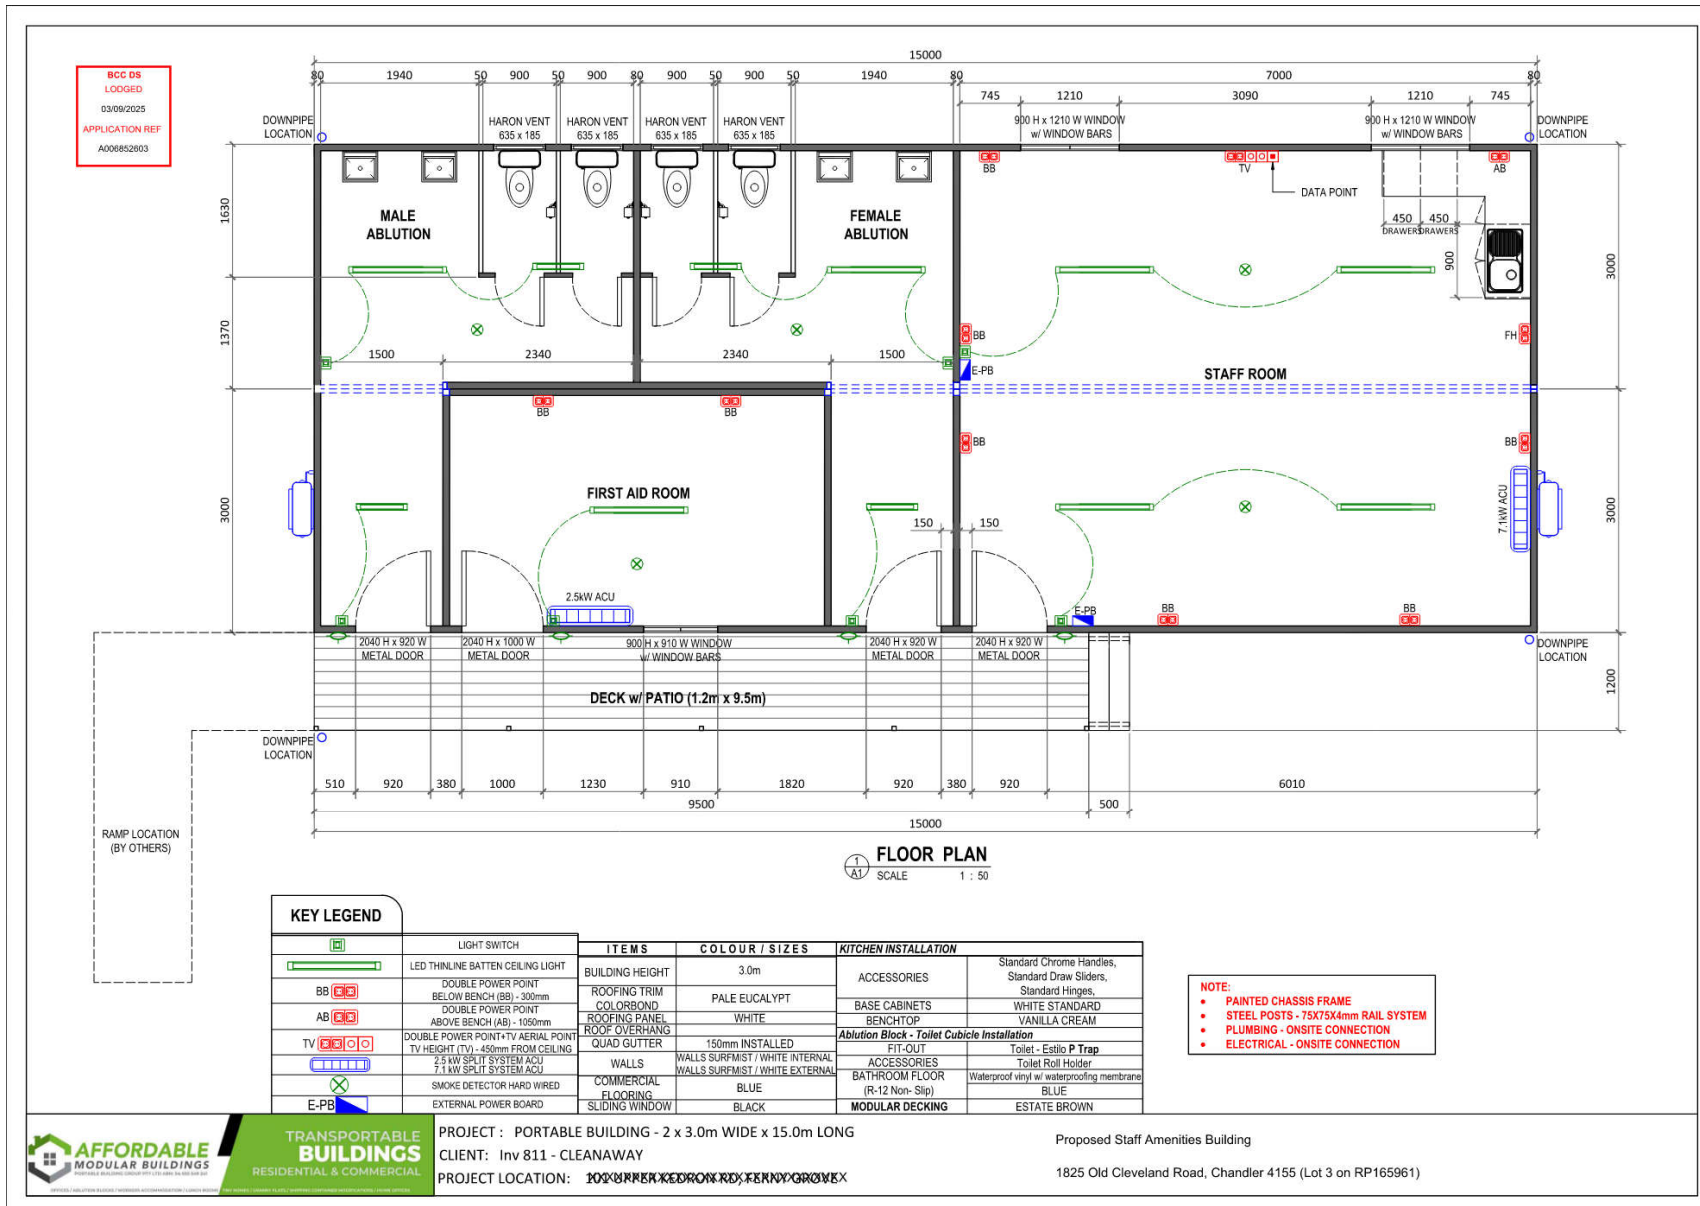 BCC DS
LODGED
03/09/2025
APPLICATION REF
A006852603
15000
80 1940 50 900 50 900 80 900 50 900 50 1940 80 7000 80
745 1210 3090 1210 745
DOWNPIPE
LOCATION
HARON VENT
635 x 185
HARON VENT
635 x 185
HARON VENT
635 x 185
HARON VENT
635 x 185
900 H x 1210 W WINDOW
w/ WINDOW BARS
900 H x 1210 W WINDOW
w/ WINDOW BARS
DOWNPIPE
LOCATION
BB
TV
AB
DATA POINT
MALE
ABLUTION
FEMALE
ABLUTION
450 450
DRAWERS DRAWERS
900
1630
1370
3000
3000
3000
1200
1500 2340 2340 1500
BB
FH
E-PB
STAFF ROOM
BB
BB
BB
BB
FIRST AID ROOM
7.1kW ACU
150 150
2.5kW ACU
E-PB
BB
BB
2040 H x 920 W
METAL DOOR
2040 H x 1000 W
METAL DOOR
900 H x 910 W WINDOW
w/ WINDOW BARS
2040 H x 920 W
METAL DOOR
2040 H x 920 W
METAL DOOR
DOWNPIPE
LOCATION
DECK w/ PATIO (1.2m x 9.5m)
DOWNPIPE
LOCATION
510 920 380 1000 1230 910 1820 920 380 920 6010
9500 500
15000
RAMP LOCATION
(BY OTHERS)
1
A1
FLOOR PLAN
SCALE 1 : 50
KEY LEGEND
LIGHT SWITCH
LED THINLINE BATTEN CEILING LIGHT
BB
DOUBLE POWER POINT
BELOW BENCH (BB) - 300mm
AB
DOUBLE POWER POINT
ABOVE BENCH (AB) - 1050mm
TV
DOUBLE POWER POINT+TV AERIAL POINT
TV HEIGHT (TV) - 450mm FROM CEILING
2.5 kW SPLIT SYSTEM ACU
7.1 kW SPLIT SYSTEM ACU
SMOKE DETECTOR HARD WIRED
E-PB
EXTERNAL POWER BOARD
ITEMS COLOUR / SIZES
BUILDING HEIGHT 3.0m
ROOFING TRIM
COLORBOND
PALE EUCALYPT
ROOFING PANEL WHITE
ROOF OVERHANG
QUAD GUTTER 150mm INSTALLED
WALLS
WALLS SURFMIST / WHITE INTERNAL
WALLS SURFMIST / WHITE EXTERNAL
COMMERCIAL
FLOORING
BLUE
SLIDING WINDOW BLACK
KITCHEN INSTALLATION
ACCESSORIES
Standard Chrome Handles,
Standard Draw Sliders,
Standard Hinges,
BASE CABINETS WHITE STANDARD
BENCHTOP VANILLA CREAM
Ablution Block - Toilet Cubicle Installation
FIT-OUT Toilet - Estilo P Trap
ACCESSORIES Toilet Roll Holder
BATHROOM FLOOR
(R-12 Non- Slip)
Waterproof vinyl w/ waterproofing membrane
BLUE
MODULAR DECKING ESTATE BROWN
NOTE:
• PAINTED CHASSIS FRAME
• STEEL POSTS - 75X75X4mm RAIL SYSTEM
• PLUMBING - ONSITE CONNECTION
• ELECTRICAL - ONSITE CONNECTION
AFFORDABLE
MODULAR BUILDINGS
TRANSPORTABLE
BUILDINGS
RESIDENTIAL & COMMERCIAL
PROJECT : PORTABLE BUILDING - 2 x 3.0m WIDE x 15.0m LONG
CLIENT: Inv 811 - CLEANAWAY
PROJECT LOCATION:
Proposed Staff Amenities Building
1825 Old Cleveland Road, Chandler 4155 (Lot 3 on RP165961)